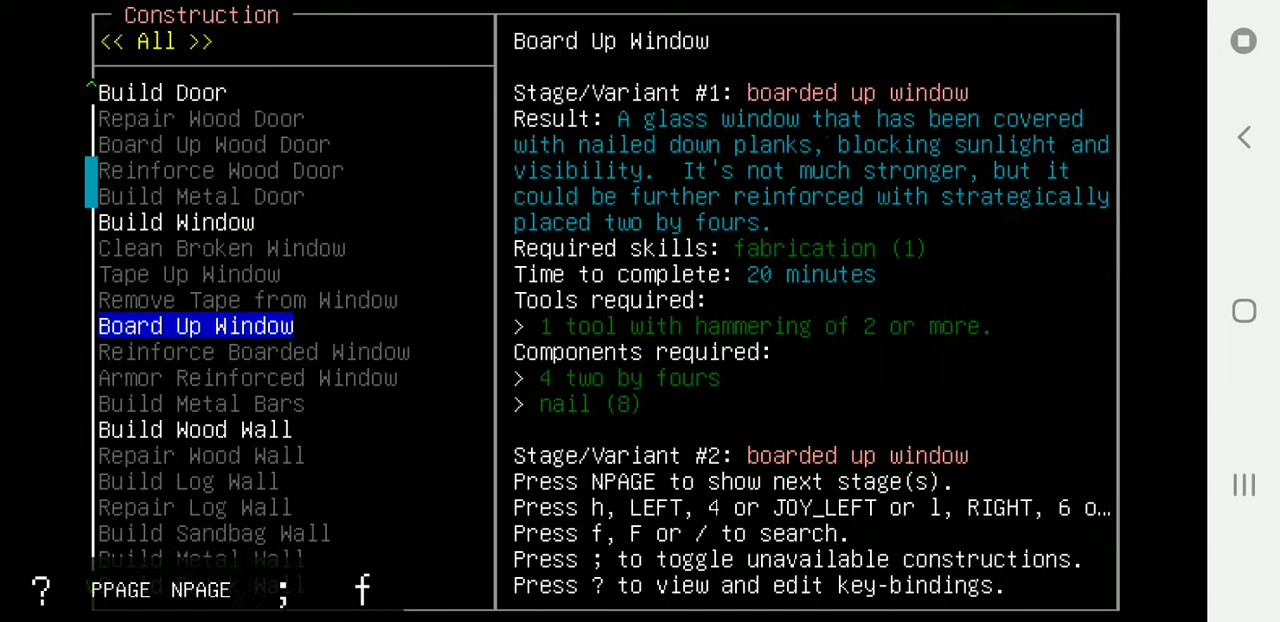 Construction
<< All >>
^Build Door
Repair Wood Door
Board Up Wood Door
Reinforce Wood Door
Build Metal Door
Build Window
Clean Broken Window
Tape Up Window
Remove Tape from Window
Board Up Window
Reinforce Boarded Window
Armor Reinforced Window
Build Metal Bars
Build Wood Wall
Repair Wood Wall
Build Log Wall
Repair Log Wall
Build Sandbag Wall
Build Metal Wall
? PPAGE NPAGE ; f
Board Up Window
Stage/Variant #1: boarded up window
Result: A glass window that has been covered
with nailed down planks, blocking sunlight and
visibility.  It's not much stronger, but it
could be further reinforced with strategically
placed two by fours.
Required skills: fabrication (1)
Time to complete: 20 minutes
Tools required:
> 1 tool with hammering of 2 or more.
Components required:
> 4 two by fours
> nail (8)
Stage/Variant #2: boarded up window
Press NPAGE to show next stage(s).
Press h, LEFT, 4 or JOY_LEFT or l, RIGHT, 6 o…
Press f, F or / to search.
Press ; to toggle unavailable constructions.
Press ? to view and edit key-bindings.